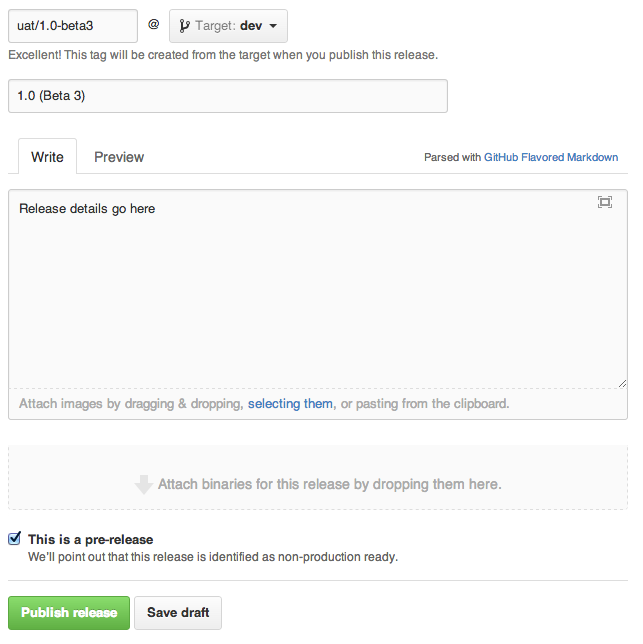 uat/1.0-beta3 @ Target: dev
Excellent! This tag will be created from the target when you publish this release.
1.0 (Beta 3)
Write Preview Parsed with GitHub Flavored Markdown
Release details go here
Attach images by dragging & dropping, selecting them, or pasting from the clipboard.
Attach binaries for this release by dropping them here.
This is a pre-release
We'll point out that this release is identified as non-production ready.
Publish release Save draft